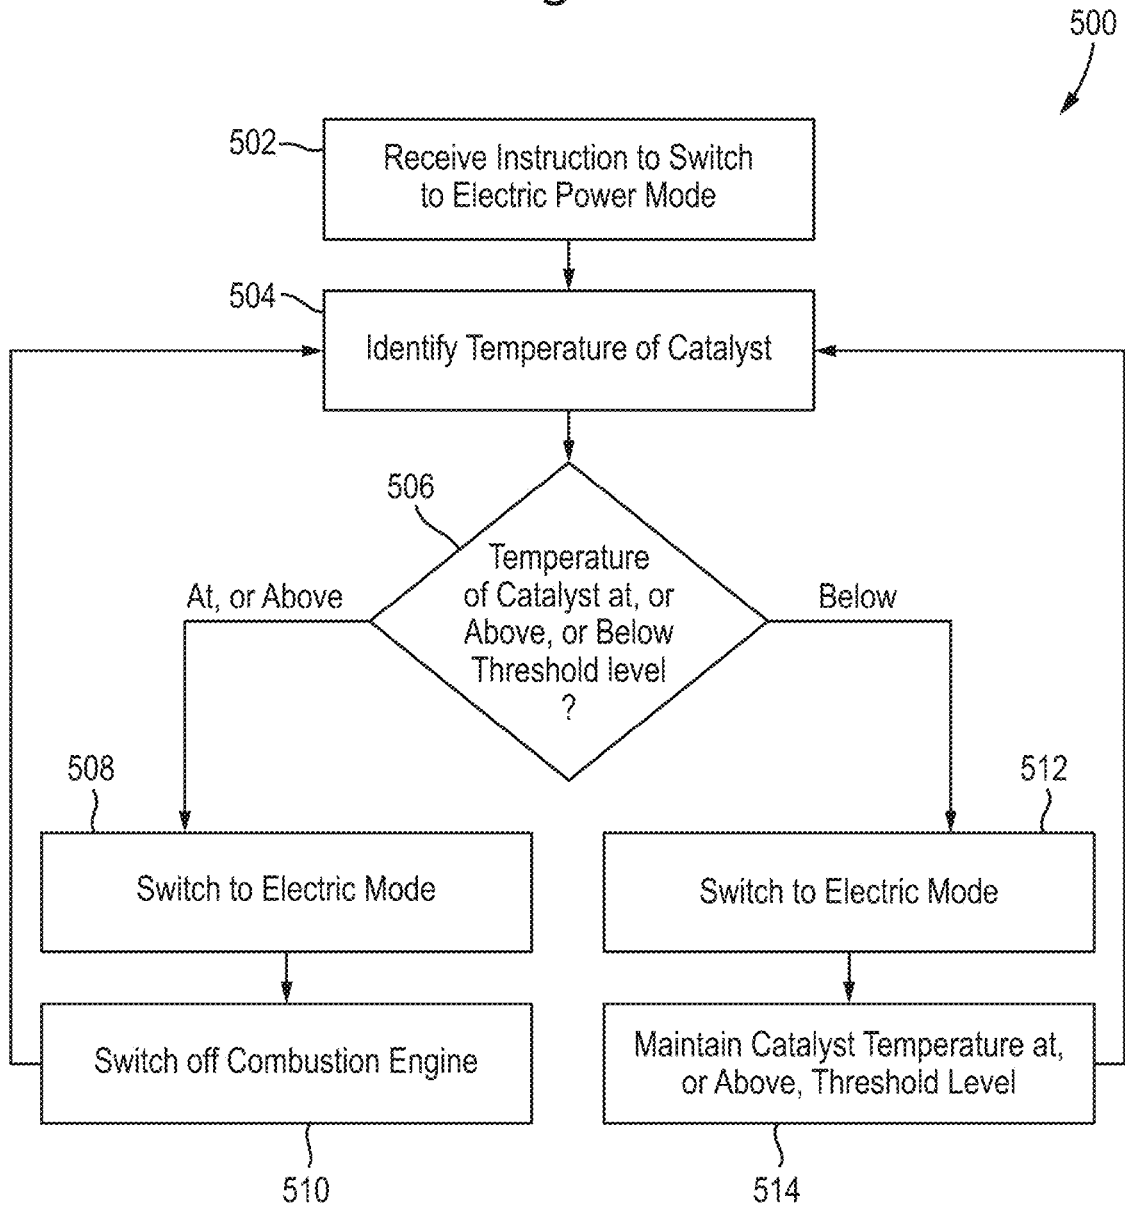 500
502
Receive Instruction to Switch
to Electric Power Mode
504
Identify Temperature of Catalyst
506
Temperature
of Catalyst at, or
Above, or Below
Threshold level
?
At, or Above
Below
508
512
Switch to Electric Mode
Switch to Electric Mode
Switch off Combustion Engine
Maintain Catalyst Temperature at,
or Above, Threshold Level
510
514